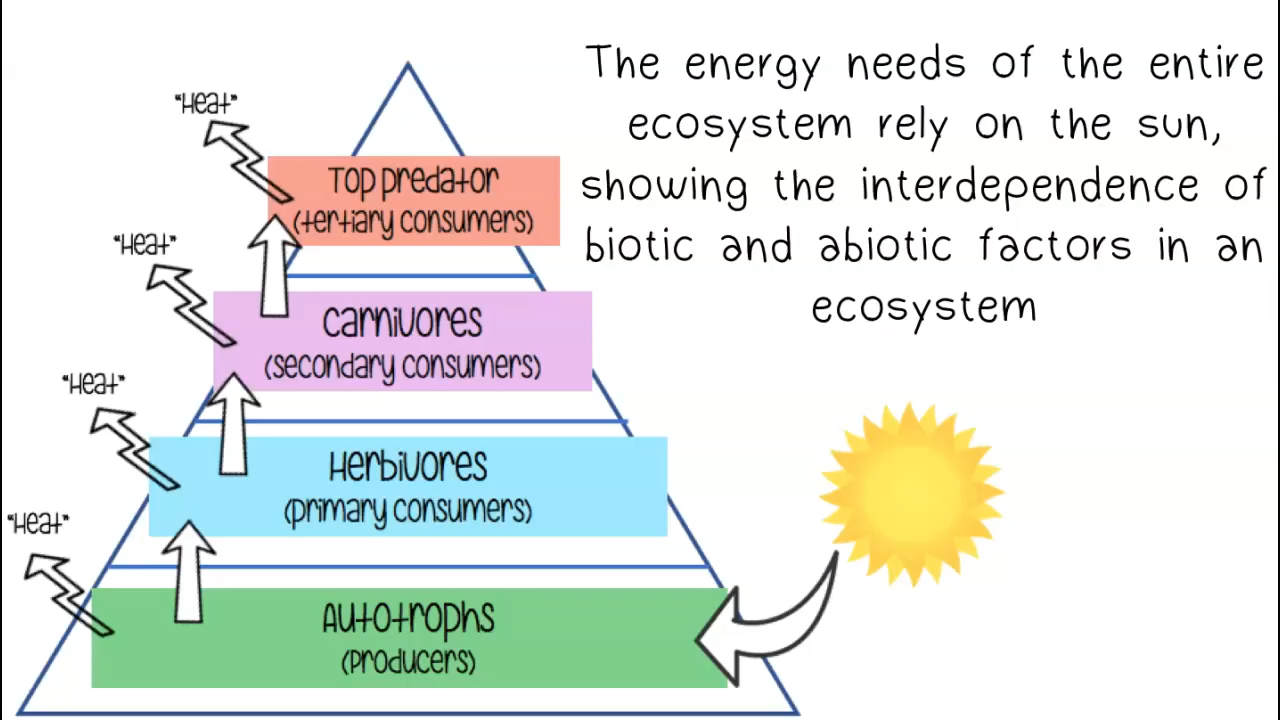 The energy needs of the entire
ecosystem rely on the sun,
showing the interdependence of
biotic and abiotic factors in an
ecosystem
"Heat"
Top predator
(tertiary consumers)
"Heat"
Carnivores
(secondary consumers)
"Heat"
Herbivores
(primary consumers)
"Heat"
Autotrophs
(producers)